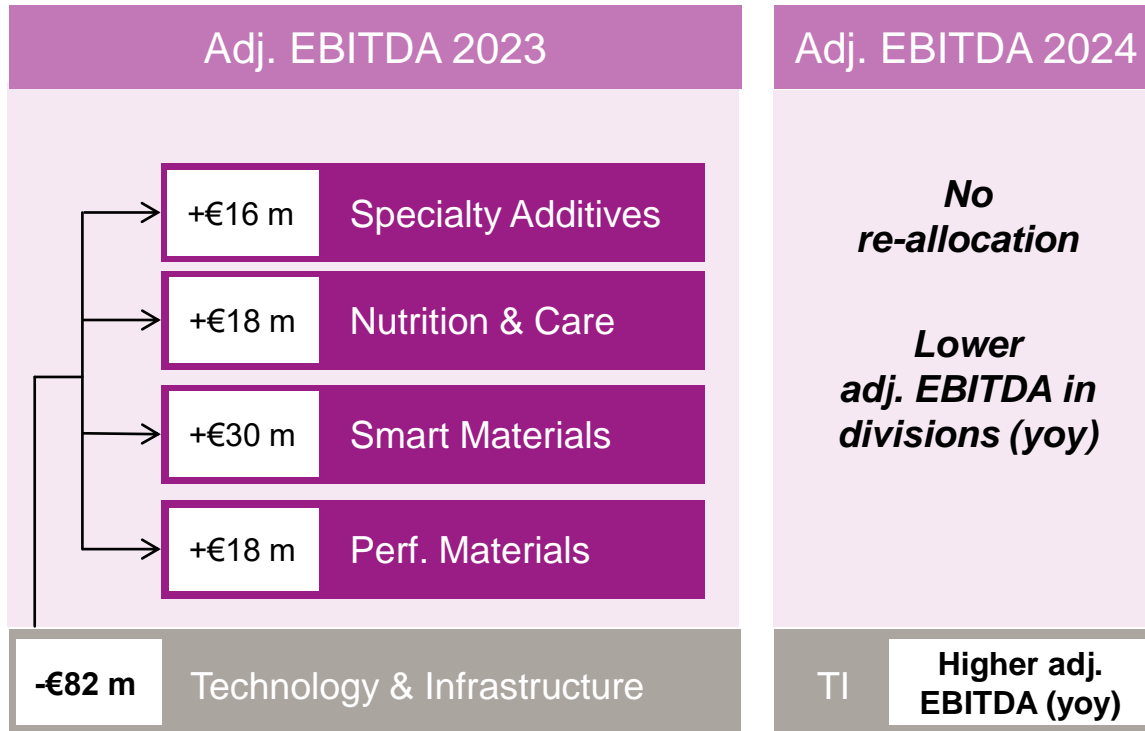 Adj. EBITDA 2023
+€16 m Specialty Additives
+€18 m Nutrition & Care
+€30 m Smart Materials
+€18 m Perf. Materials
-€82 m Technology & Infrastructure
Adj. EBITDA 2024
No
re-allocation
Lower
adj. EBITDA in
divisions (yoy)
TI
Higher adj.
EBITDA (yoy)